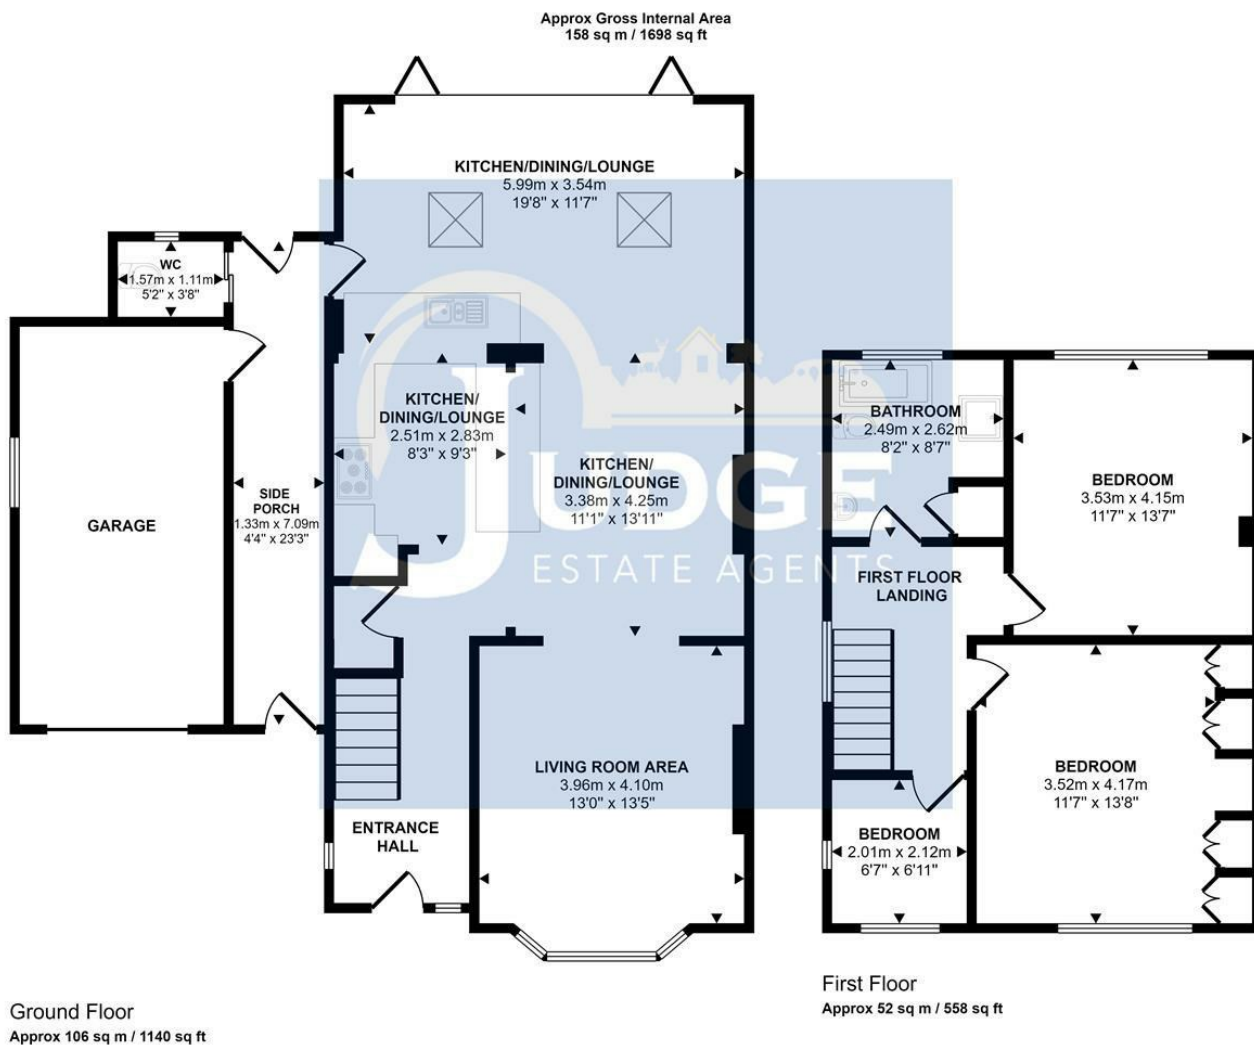 Approx Gross Internal Area
158 sq m / 1698 sq ft
KITCHEN/DINING/LOUNGE
5.99m x 3.54m
19'8" x 11'7"
WC
1.57m x 1.11m
5'2" x 3'8"
KITCHEN/
DINING/LOUNGE
2.51m x 2.83m
8'3" x 9'3"
KITCHEN/
DINING/LOUNGE
3.38m x 4.25m
11'1" x 13'11"
SIDE
PORCH
1.33m x 7.09m
4'4" x 23'3"
GARAGE
LIVING ROOM AREA
3.96m x 4.10m
13'0" x 13'5"
ENTRANCE
HALL
JUDGE
ESTATE AGENTS
BATHROOM
2.49m x 2.62m
8'2" x 8'7"
BEDROOM
3.53m x 4.15m
11'7" x 13'7"
FIRST FLOOR
LANDING
BEDROOM
3.52m x 4.17m
11'7" x 13'8"
BEDROOM
2.01m x 2.12m
6'7" x 6'11"
Ground Floor
Approx 106 sq m / 1140 sq ft
First Floor
Approx 52 sq m / 558 sq ft